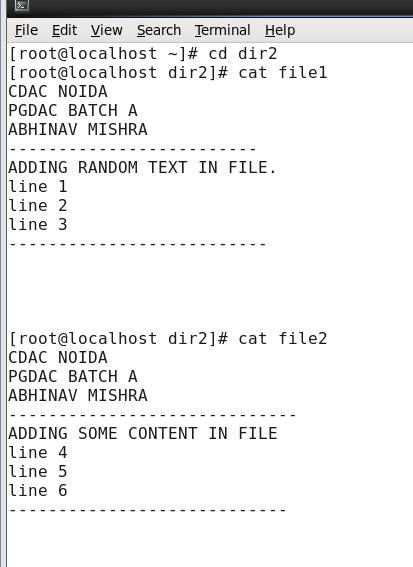 File Edit View Search Terminal Help
[root@localhost ~]# cd dir2
[root@localhost dir2]# cat file1
CDAC NOIDA
PGDAC BATCH A
ABHINAV MISHRA
-------------------------
ADDING RANDOM TEXT IN FILE.
line 1
line 2
line 3
--------------------------
[root@localhost dir2]# cat file2
CDAC NOIDA
PGDAC BATCH A
ABHINAV MISHRA
-----------------------------
ADDING SOME CONTENT IN FILE
line 4
line 5
line 6
----------------------------